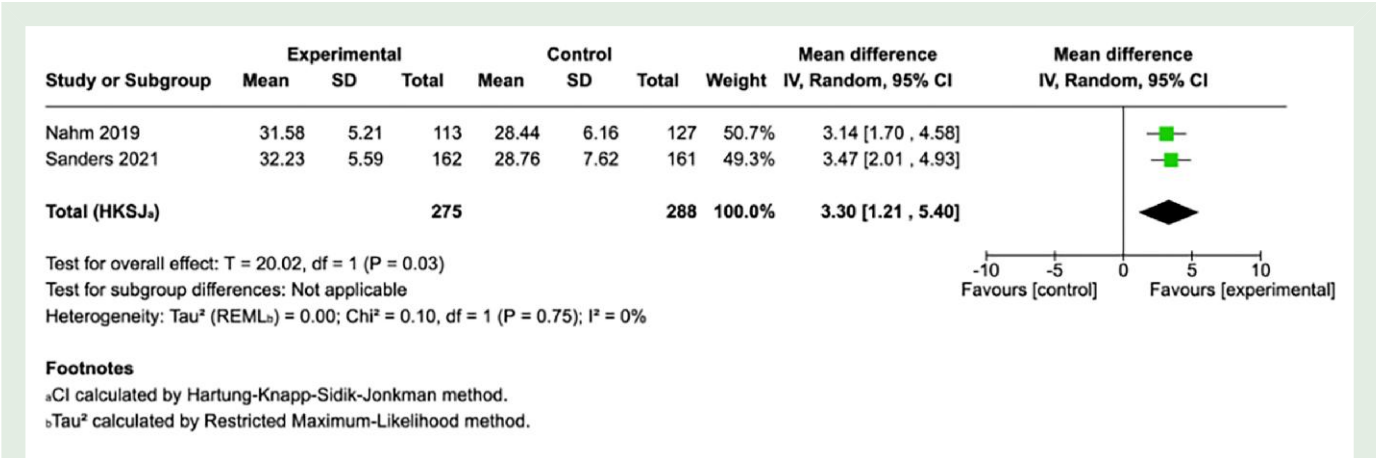 Experimental Control Mean difference Mean difference
Study or Subgroup Mean SD Total Mean SD Total Weight IV, Random, 95% CI IV, Random, 95% CI
Nahm 2019 31.58 5.21 113 28.44 6.16 127 50.7% 3.14 [1.70 , 4.58]
Sanders 2021 32.23 5.59 162 28.76 7.62 161 49.3% 3.47 [2.01 , 4.93]
Total (HKSJₐ) 275 288 100.0% 3.30 [1.21 , 5.40]
Test for overall effect: T = 20.02, df = 1 (P = 0.03)
Test for subgroup differences: Not applicable
Heterogeneity: Tau² (REMLb) = 0.00; Chi² = 0.10, df = 1 (P = 0.75); I² = 0%
-10 -5 0 5 10
Favours [control] Favours [experimental]
Footnotes
ₐCI calculated by Hartung-Knapp-Sidik-Jonkman method.
bTau² calculated by Restricted Maximum-Likelihood method.